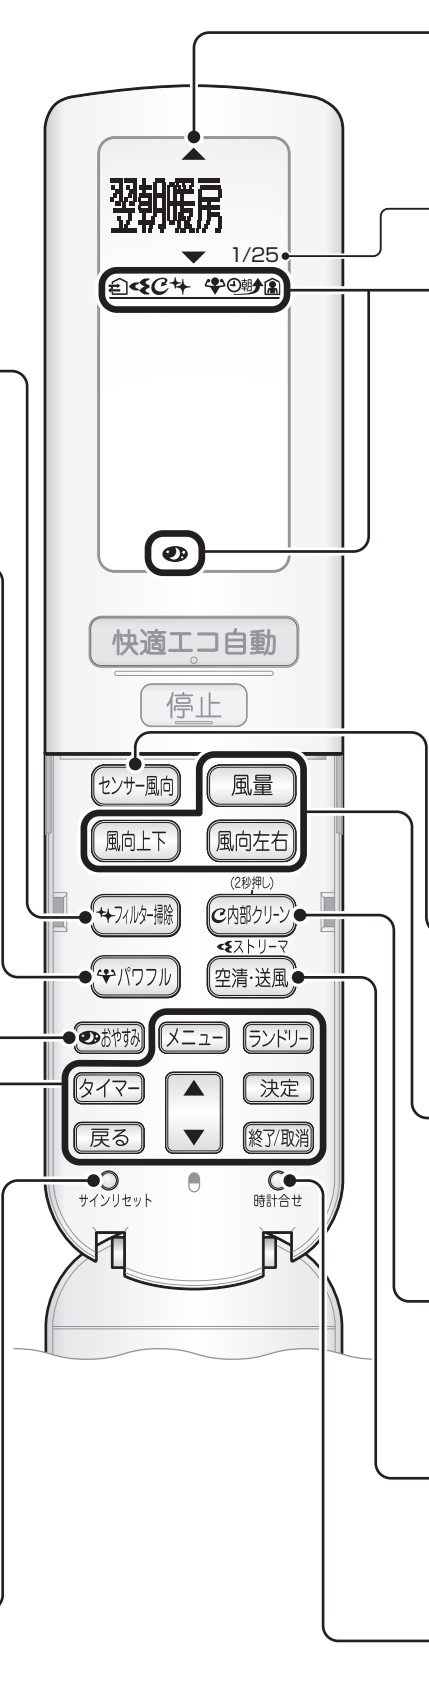 翌朝暖房
1/25
朝
快適エコ自動
停止
センサー風向
風量
風向上下
風向左右
(2秒押し)
フィルター掃除
内部クリーン
ストリーマ
パワフル
空清・送風
おやすみ
メニュー
ランドリー
タイマー
決定
戻る
終了/取消
サインリセット
時計合せ